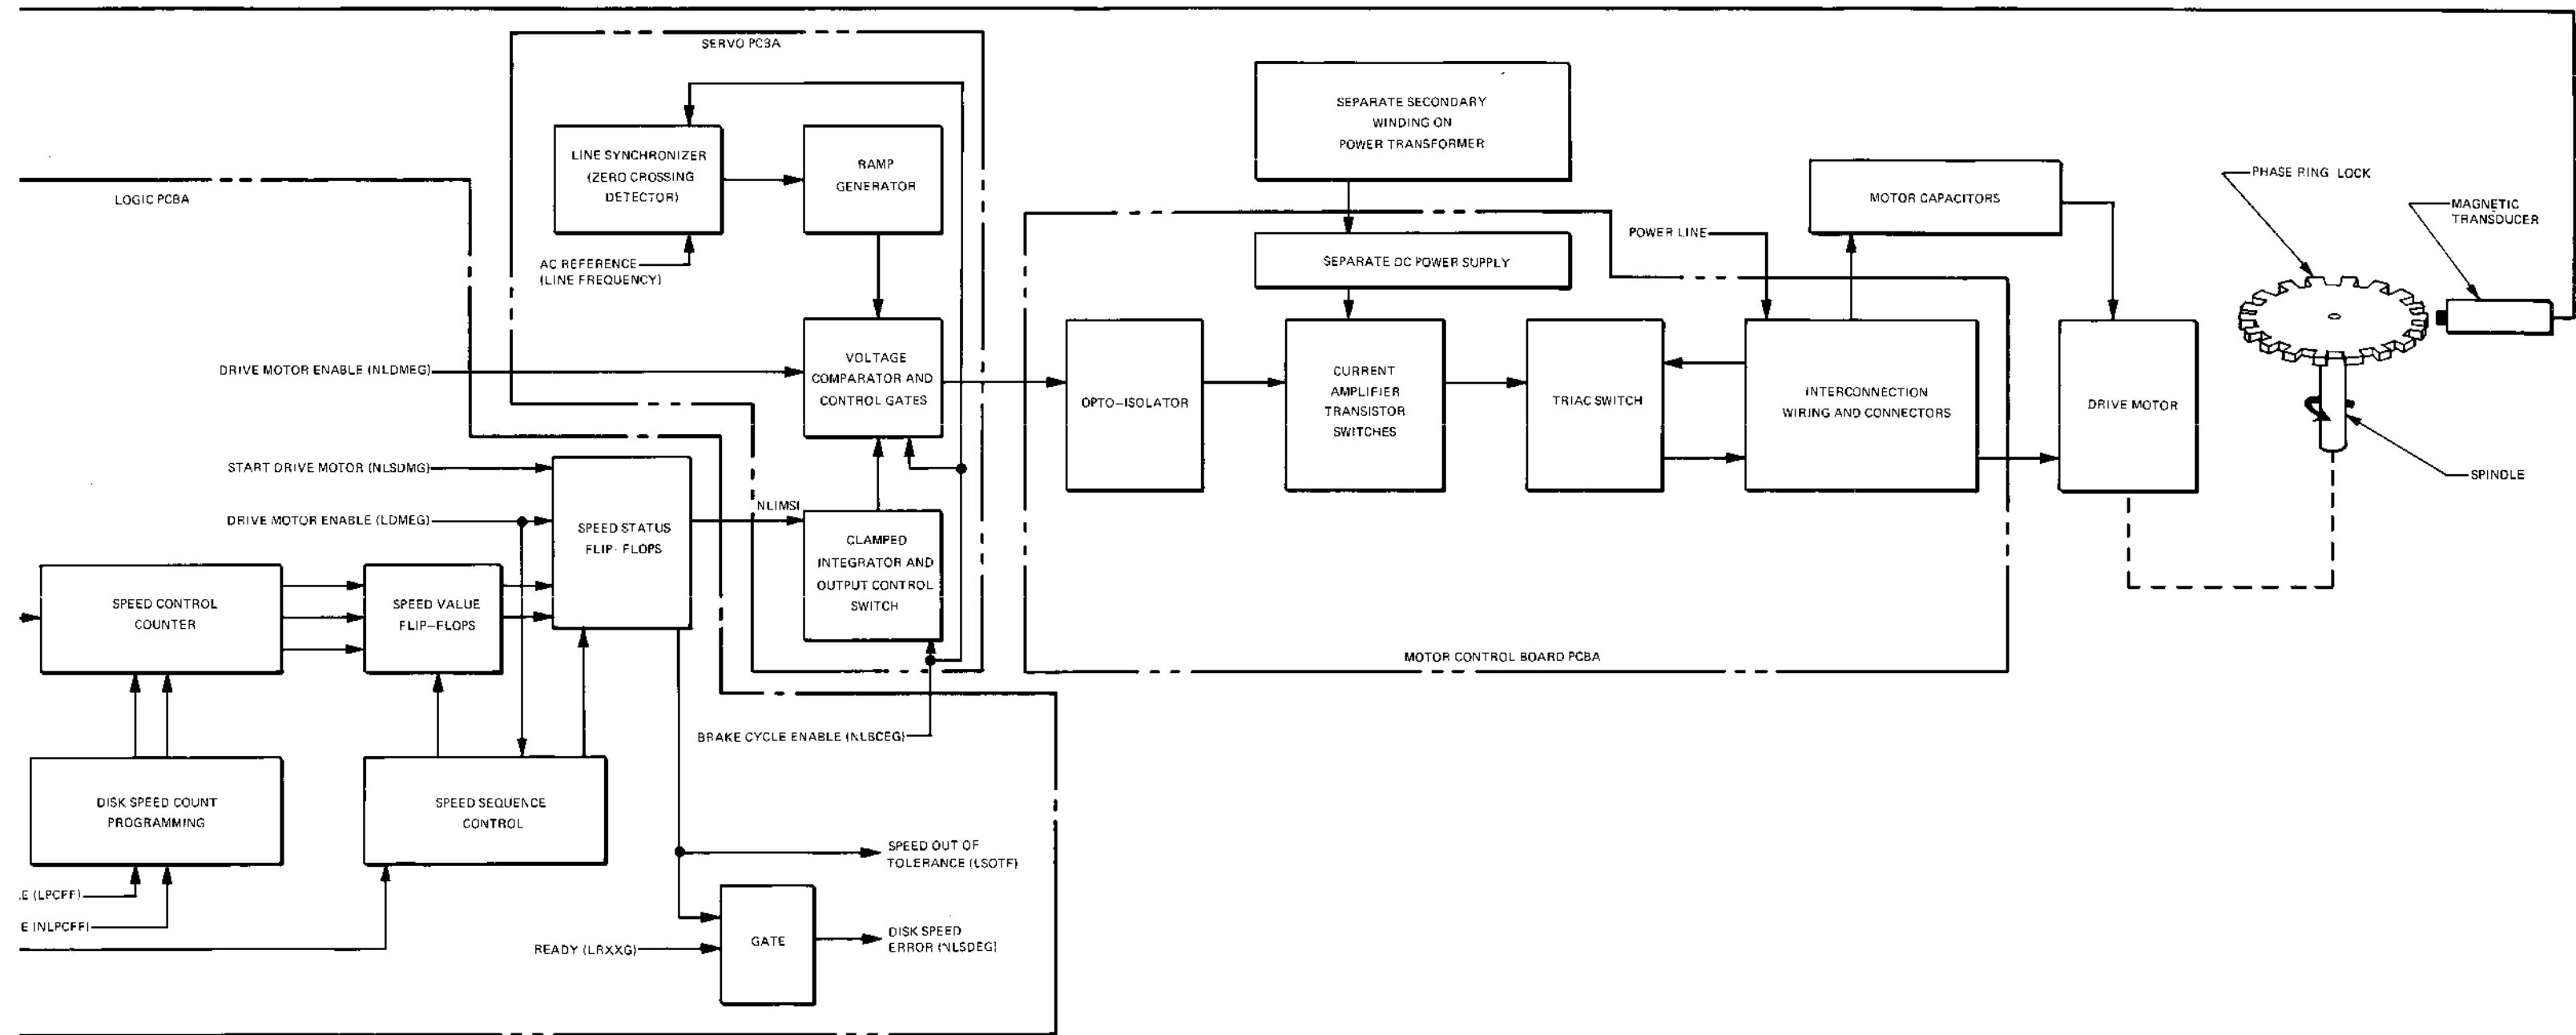 SERVO PCBA
LOGIC PCBA
LINE SYNCHRONIZER
(ZERO CROSSING
DETECTOR)
RAMP
GENERATOR
AC REFERENCE
(LINE FREQUENCY)
SEPARATE SECONDARY
WINDING ON
POWER TRANSFORMER
SEPARATE DC POWER SUPPLY
POWER LINE
MOTOR CAPACITORS
PHASE RING LOCK
MAGNETIC
TRANSDUCER
DRIVE MOTOR ENABLE (NLDMEG)
VOLTAGE
COMPARATOR AND
CONTROL GATES
OPTO-ISOLATOR
CURRENT
AMPLIFIER
TRANSISTOR
SWITCHES
TRIAC SWITCH
INTERCONNECTION
WIRING AND CONNECTORS
DRIVE MOTOR
SPINDLE
START DRIVE MOTOR (NLSDMG)
DRIVE MOTOR ENABLE (LDMEG)
SPEED STATUS
FLIP-FLOPS
NLIMSI
CLAMPED
INTEGRATOR AND
OUTPUT CONTROL
SWITCH
SPEED CONTROL
COUNTER
SPEED VALUE
FLIP-FLOPS
MOTOR CONTROL BOARD PCBA
BRAKE CYCLE ENABLE (NLBCEG)
DISK SPEED COUNT
PROGRAMMING
SPEED SEQUENCE
CONTROL
SPEED OUT OF
TOLERANCE (LSOTF)
E (LPCFF)
E (NLPCFF)
READY (LRXXG)
GATE
DISK SPEED
ERROR (NLSDEG)